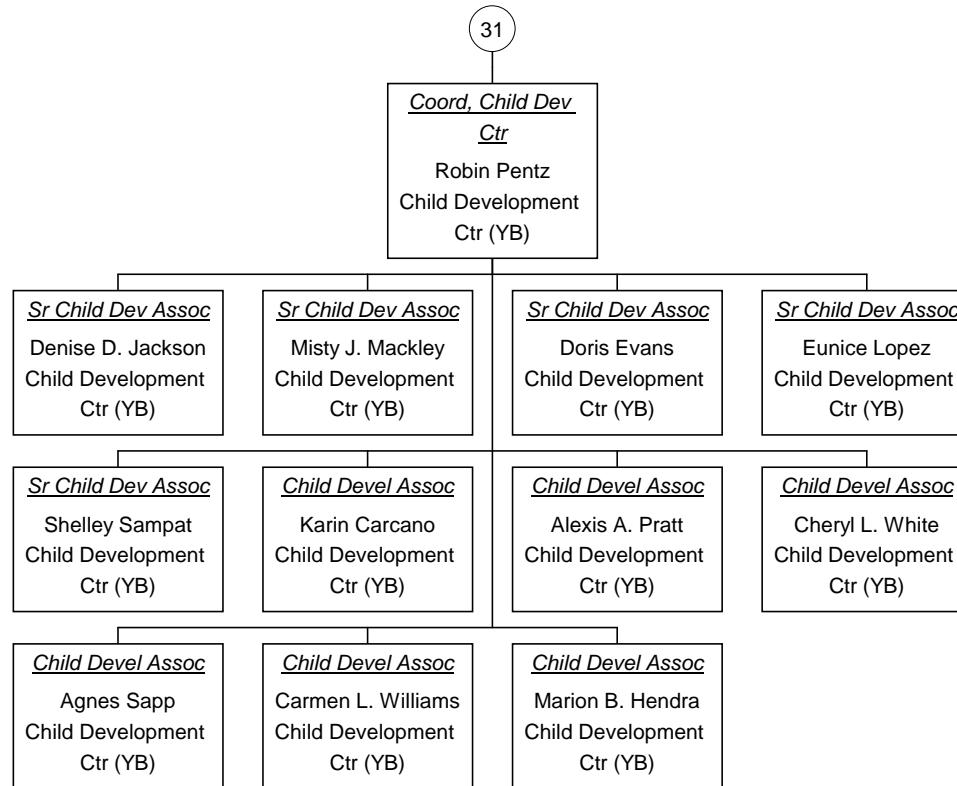 31
Coord, Child Dev
Ctr
Robin Pentz
Child Development
Ctr (YB)
Sr Child Dev Assoc
Denise D. Jackson
Child Development
Ctr (YB)
Sr Child Dev Assoc
Misty J. Mackley
Child Development
Ctr (YB)
Sr Child Dev Assoc
Doris Evans
Child Development
Ctr (YB)
Sr Child Dev Assoc
Eunice Lopez
Child Development
Ctr (YB)
Sr Child Dev Assoc
Shelley Sampat
Child Development
Ctr (YB)
Child Devel Assoc
Karin Carcano
Child Development
Ctr (YB)
Child Devel Assoc
Alexis A. Pratt
Child Development
Ctr (YB)
Child Devel Assoc
Cheryl L. White
Child Development
Ctr (YB)
Child Devel Assoc
Agnes Sapp
Child Development
Ctr (YB)
Child Devel Assoc
Carmen L. Williams
Child Development
Ctr (YB)
Child Devel Assoc
Marion B. Hendra
Child Development
Ctr (YB)